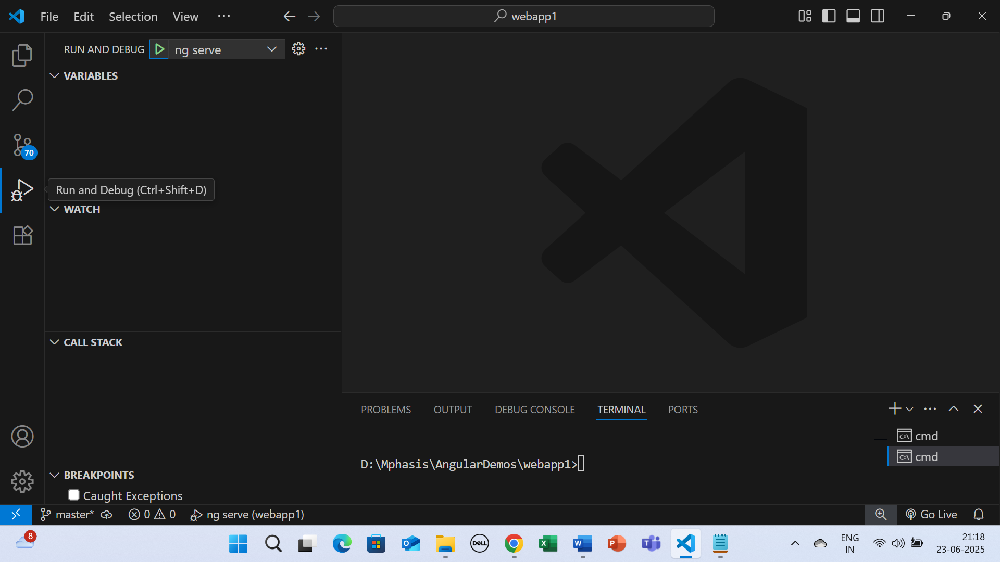 File Edit Selection View ···
webapp1
RUN AND DEBUG
ng serve
VARIABLES
70
Run and Debug (Ctrl+Shift+D)
WATCH
CALL STACK
BREAKPOINTS
Caught Exceptions
PROBLEMS OUTPUT DEBUG CONSOLE TERMINAL PORTS
D:\Mphasis\AngularDemos\webapp1>
C:\ cmd
C:\ cmd
master* 0 0 ng serve (webapp1)
Go Live
8
O
DELL
X
W
P
T
ENG
IN
21:18
23-06-2025